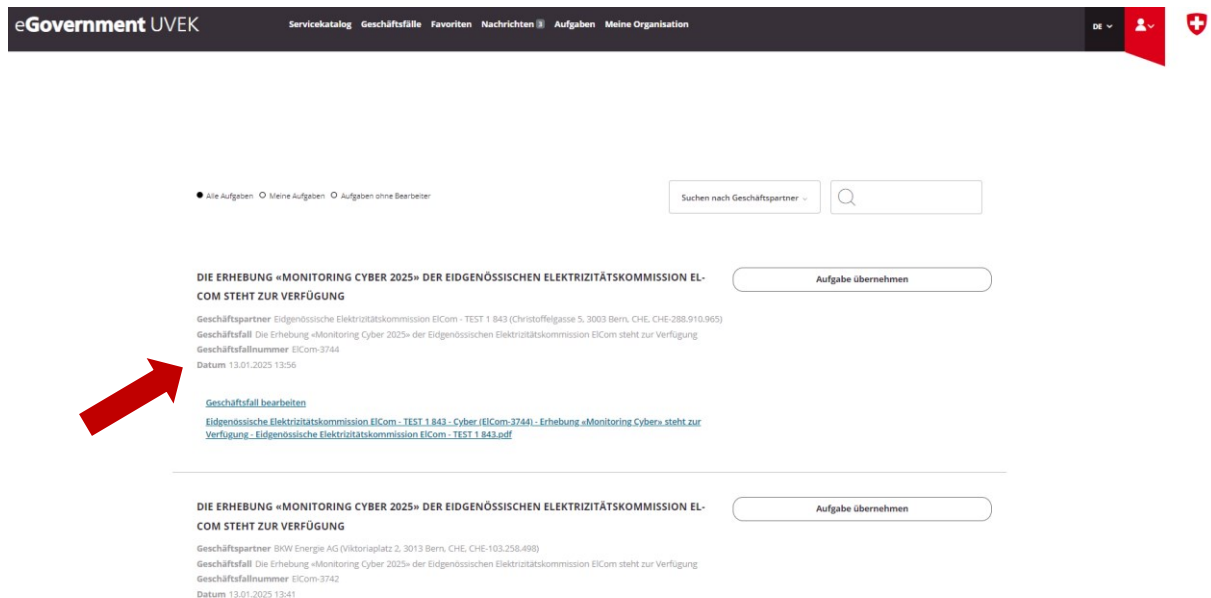 eGovernment UVEK
Servicekatalog Geschäftsfälle Favoriten Nachrichten 3 Aufgaben Meine Organisation
DE
Alle Aufgaben Meine Aufgaben Aufgaben ohne Bearbeiter
Suchen nach Geschäftspartner
DIE ERHEBUNG «MONITORING CYBER 2025» DER EIDGENÖSSISCHEN ELEKTRIZITÄTSKOMMISSION EL-
COM STEHT ZUR VERFÜGUNG
Aufgabe übernehmen
Geschäftspartner Eidgenössische Elektrizitätskommission ElCom - TEST 1 843 (Christoffelgasse 5, 3003 Bern, CHE, CHE-288.910.965)
Geschäftsfall Die Erhebung «Monitoring Cyber 2025» der Eidgenössischen Elektrizitätskommission ElCom steht zur Verfügung
Geschäftsfallnummer ElCom-3744
Datum 13.01.2025 13:56
Geschäftsfall bearbeiten
Eidgenössische Elektrizitätskommission ElCom - TEST 1 843 - Cyber (ElCom-3744) - Erhebung «Monitoring Cyber» steht zur
Verfügung - Eidgenössische Elektrizitätskommission ElCom - TEST 1 843.pdf
DIE ERHEBUNG «MONITORING CYBER 2025» DER EIDGENÖSSISCHEN ELEKTRIZITÄTSKOMMISSION EL-
COM STEHT ZUR VERFÜGUNG
Aufgabe übernehmen
Geschäftspartner BKW Energie AG (Viktoriaplatz 2, 3013 Bern, CHE, CHE-103.258.498)
Geschäftsfall Die Erhebung «Monitoring Cyber 2025» der Eidgenössischen Elektrizitätskommission ElCom steht zur Verfügung
Geschäftsfallnummer ElCom-3742
Datum 13.01.2025 13:41